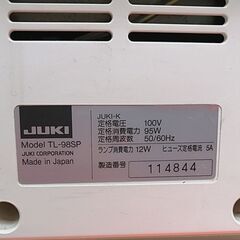 JUKI
Model TL-98SP
JUKI CORPORATION
Made in Japan
JUKI-K
定格電圧 100V
定格消費電力 95W
定格周波数 50/60Hz
ランプ消費電力 12W ヒューズ定格電流 5A
製造番号 114844